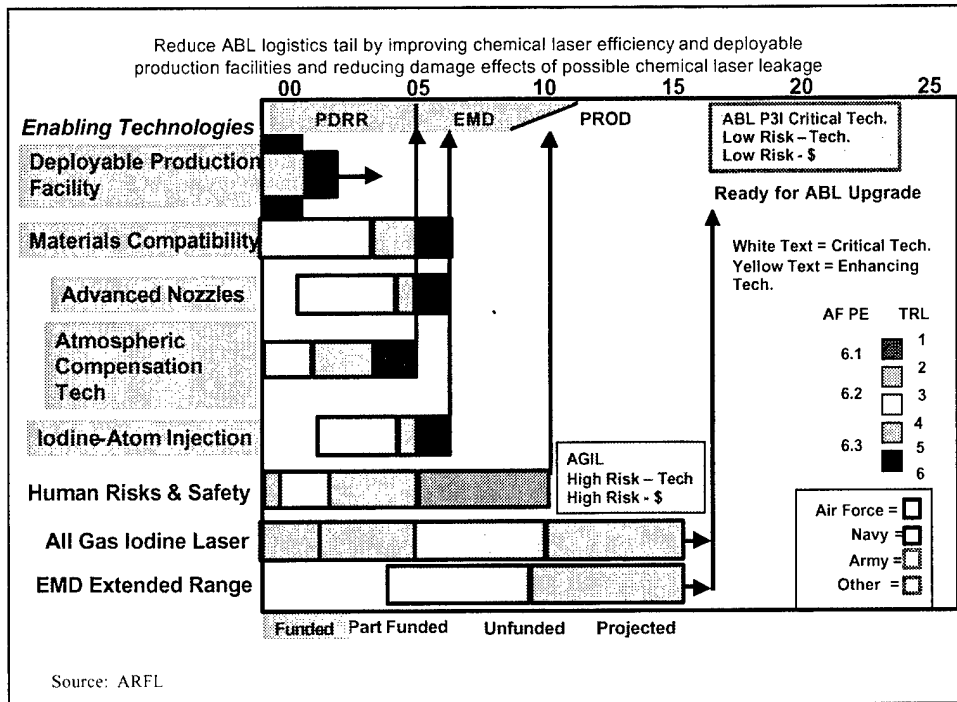 Reduce ABL logistics tail by improving chemical laser efficiency and deployable
production facilities and reducing damage effects of possible chemical laser leakage
00 05 10 15 20 25
Enabling Technologies
PDRR EMD PROD
ABL P3I Critical Tech.
Low Risk – Tech.
Low Risk - $
Deployable Production
Facility
Ready for ABL Upgrade
Materials Compatibility
White Text = Critical Tech.
Yellow Text = Enhancing
Tech.
Advanced Nozzles
AF PE TRL
Atmospheric
Compensation
Tech
6.1
6.2
6.3
1
2
3
4
5
6
Iodine-Atom Injection
AGIL
High Risk – Tech
High Risk - $
Human Risks & Safety
All Gas Iodine Laser
EMD Extended Range
Air Force =
Navy =
Army =
Other =
Funded Part Funded Unfunded Projected
Source: ARFL